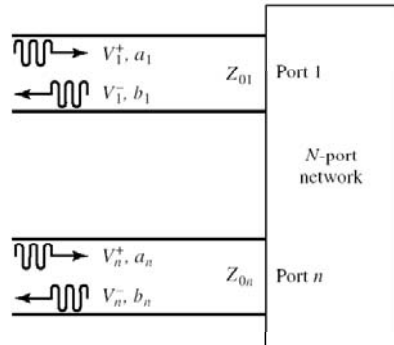 V₁⁺, a₁
Z₀₁ Port 1
V₁⁻, b₁
N-port
network
Vₙ⁺, aₙ
Z₀ₙ Port n
Vₙ⁻, bₙ